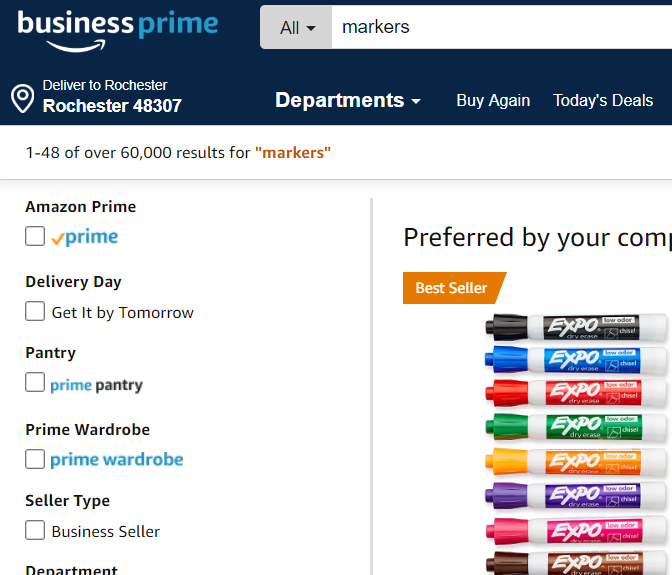 business prime
All
markers
Deliver to Rochester
Rochester 48307
Departments
Buy Again
Today's Deals
1-48 of over 60,000 results for "markers"
Amazon Prime
prime
Delivery Day
Get It by Tomorrow
Pantry
prime pantry
Prime Wardrobe
prime wardrobe
Seller Type
Business Seller
Department
Preferred by your comp
Best Seller
EXPO low odor
dry erase chisel
EXPO low odor
dry erase chisel
EXPO low odor
dry erase chisel
EXPO low odor
dry erase chisel
EXPO low odor
dry erase chisel
EXPO low odor
dry erase chisel
EXPO low odor
dry erase chisel
EXPO low odor